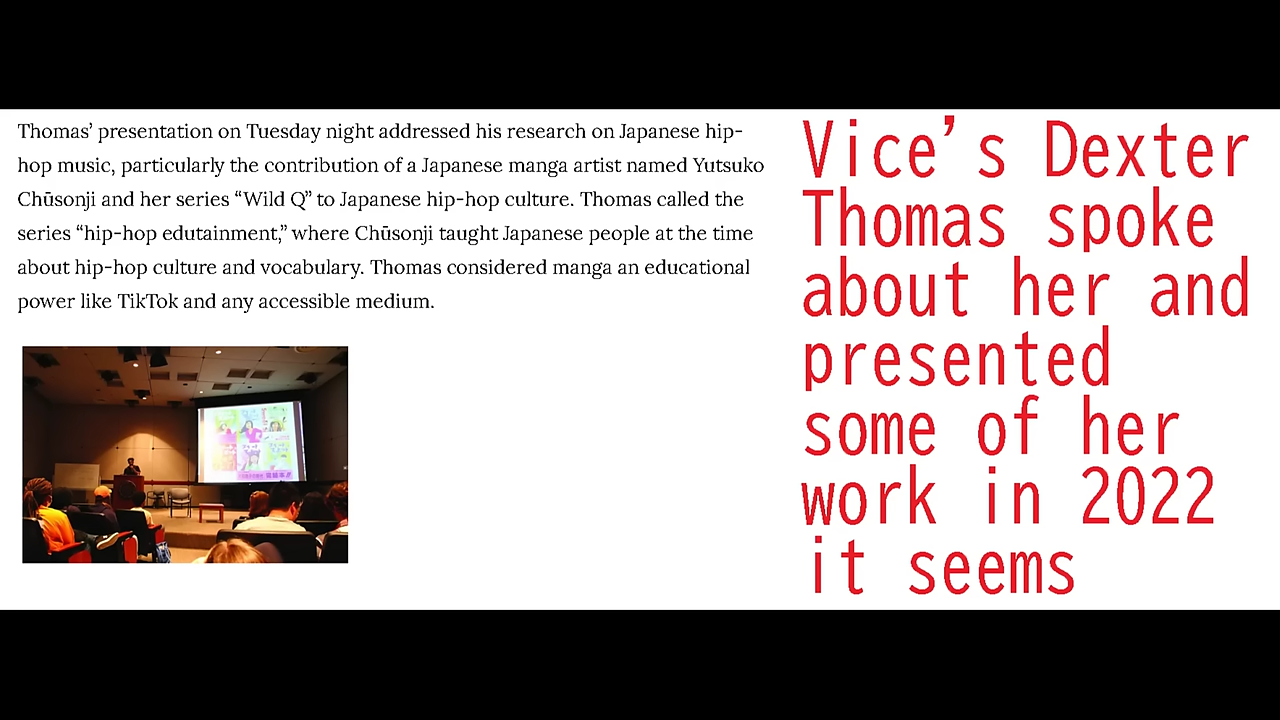 Thomas’ presentation on Tuesday night addressed his research on Japanese hip-
hop music, particularly the contribution of a Japanese manga artist named Yutsuko
Chūsonji and her series “Wild Q” to Japanese hip-hop culture. Thomas called the
series “hip-hop edutainment,” where Chūsonji taught Japanese people at the time
about hip-hop culture and vocabulary. Thomas considered manga an educational
power like TikTok and any accessible medium.
Vice’s Dexter
Thomas spoke
about her and
presented
some of her
work in 2022
it seems